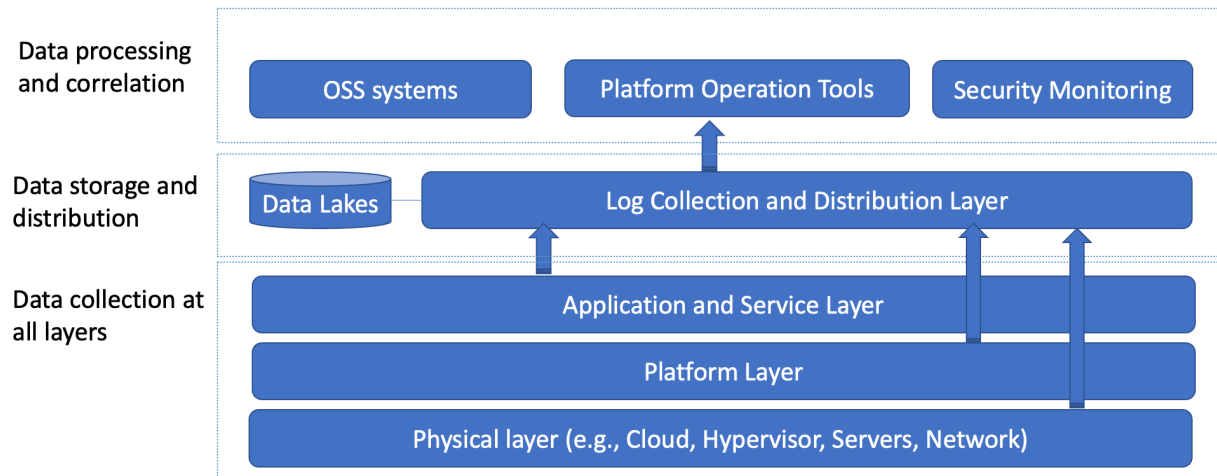 Data processing
and correlation
OSS systems
Platform Operation Tools
Security Monitoring
Data storage and
distribution
Data Lakes
Log Collection and Distribution Layer
Data collection at
all layers
Application and Service Layer
Platform Layer
Physical layer (e.g., Cloud, Hypervisor, Servers, Network)